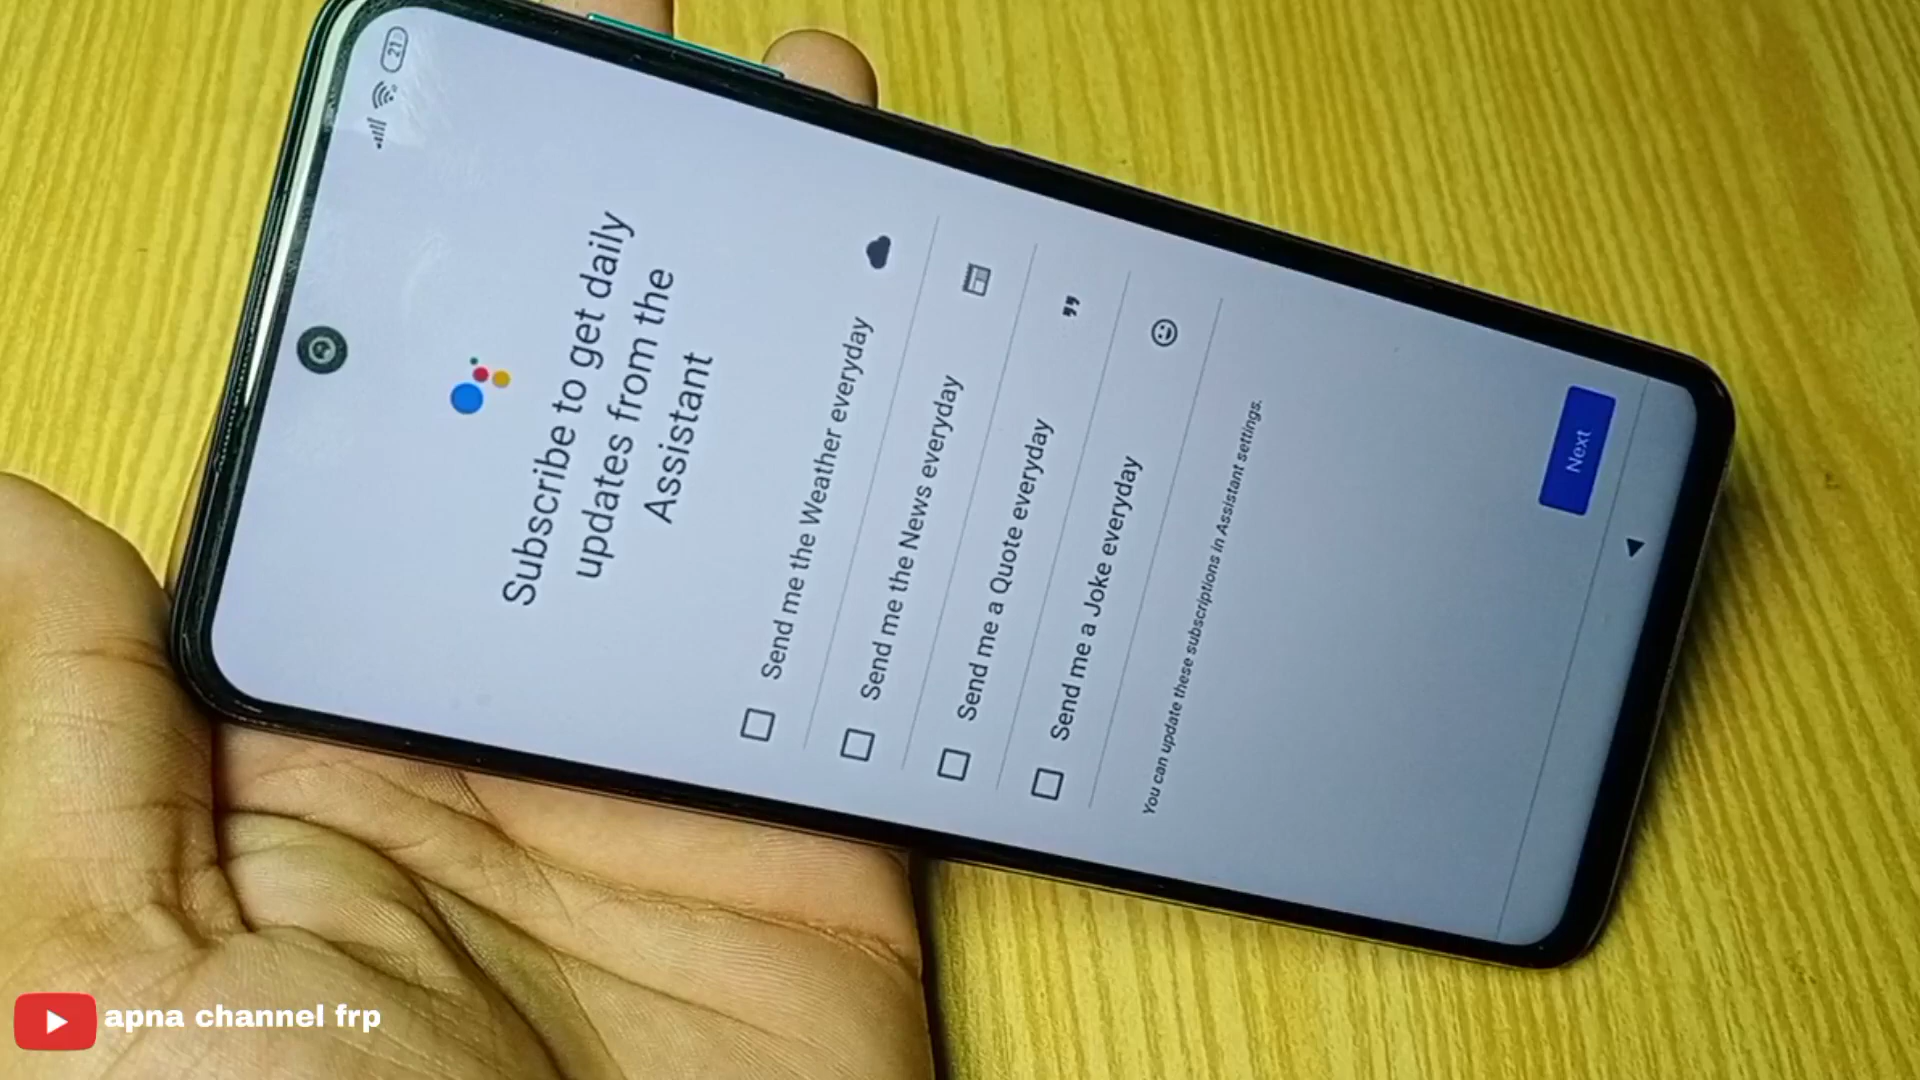 21
Subscribe to get daily
updates from the
Assistant
Send me the Weather everyday
Send me the News everyday
Send me a Quote everyday
Send me a Joke everyday
You can update these subscriptions in Assistant settings.
Next
apna channel frp